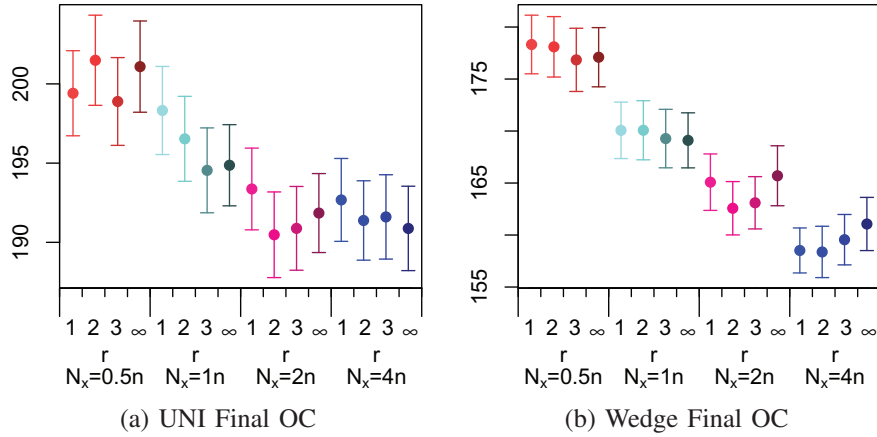 200
195
190
1 2 3 ∞ 1 2 3 ∞ 1 2 3 ∞ 1 2 3 ∞
r r r r
Nₓ=0.5n Nₓ=1n Nₓ=2n Nₓ=4n
(a) UNI Final OC
175
165
155
1 2 3 ∞ 1 2 3 ∞ 1 2 3 ∞ 1 2 3 ∞
r r r r
Nₓ=0.5n Nₓ=1n Nₓ=2n Nₓ=4n
(b) Wedge Final OC